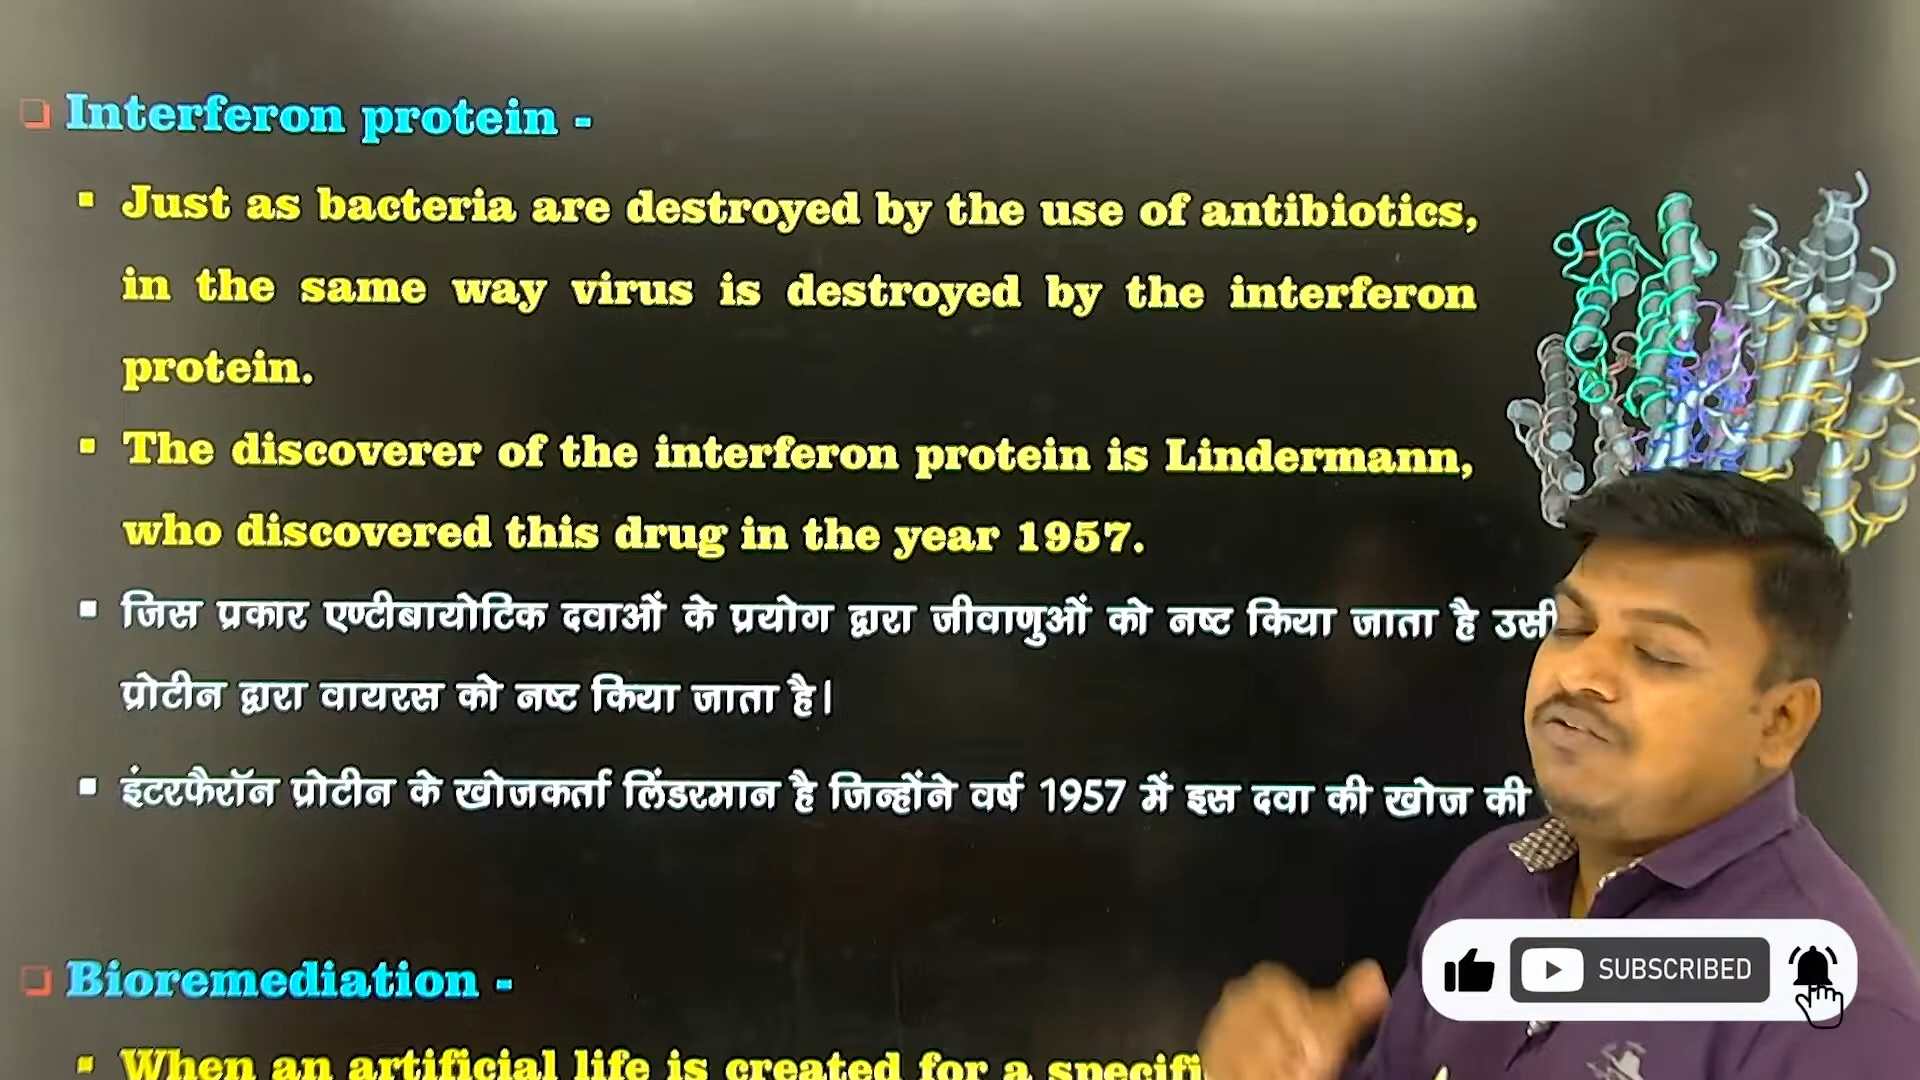 Interferon protein -
Just as bacteria are destroyed by the use of antibiotics,
in the same way virus is destroyed by the interferon
protein.
The discoverer of the interferon protein is Lindermann,
who discovered this drug in the year 1957.
जिस प्रकार एण्टीबायोटिक दवाओं के प्रयोग द्वारा जीवाणुओं को नष्ट किया जाता है उसी
प्रोटीन द्वारा वायरस को नष्ट किया जाता है।
इंटरफैरॉन प्रोटीन के खोजकर्ता लिंडरमान है जिन्होंने वर्ष 1957 में इस दवा की खोज की
SUBSCRIBED
Bioremediation -
When an artificial life is created for a